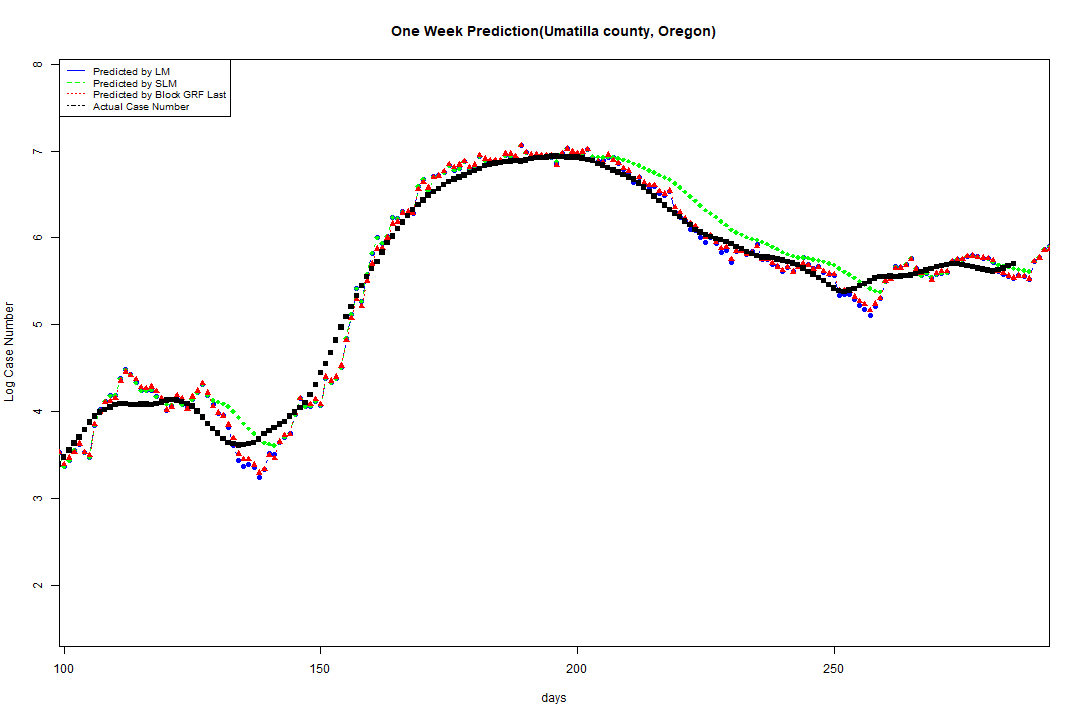 One Week Prediction(Umatilla county, Oregon)
Predicted by LM
Predicted by SLM
Predicted by Block GRF Last
Actual Case Number
8
7
6
5
4
3
2
Log Case Number
100 150 200 250
days